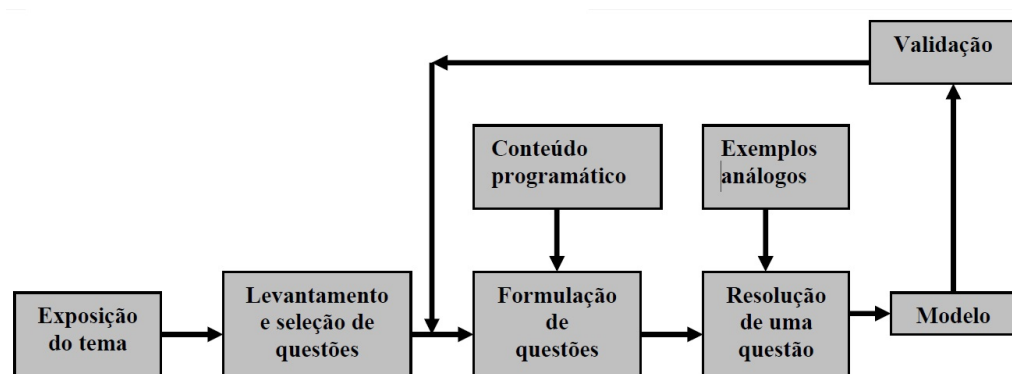 Validação
Conteúdo
programático
Exemplos
análogos
Exposição
do tema
Levantamento
e seleção de
questões
Formulação
de
questões
Resolução
de uma
questão
Modelo